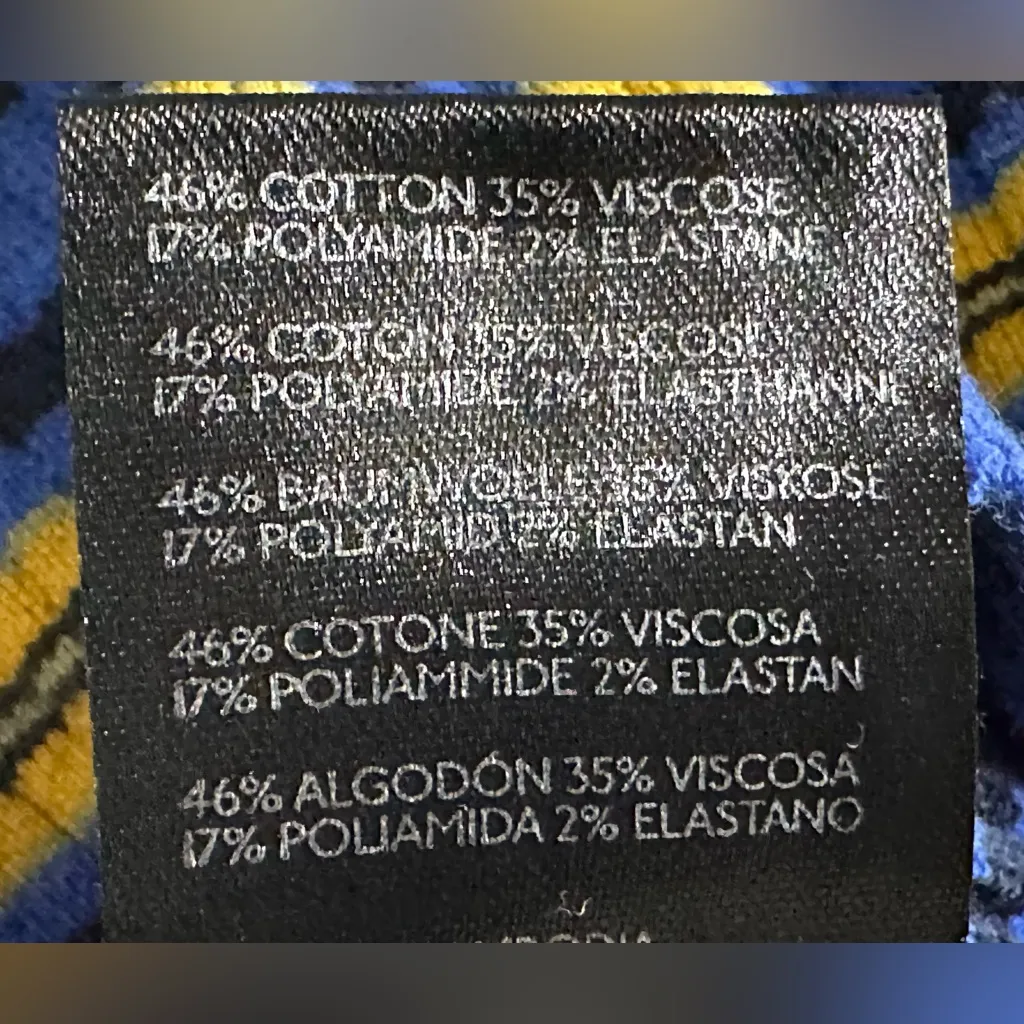 46% COTTON 35% VISCOSE
17% POLYAMIDE 2% ELASTANE
46% COTON 35% VISCOSE
17% POLYAMIDE 2% ELASTHANNE
46% BAUMWOLLE 35% VISKOSE
17% POLYAMID 2% ELASTAN
46% COTONE 35% VISCOSA
17% POLIAMMIDE 2% ELASTAN
46% ALGODÓN 35% VISCOSA
17% POLIAMIDA 2% ELASTANO